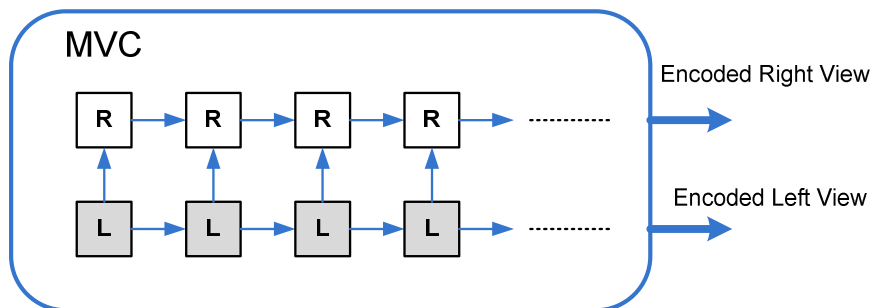 MVC
Encoded Right View
R R R R
Encoded Left View
L L L L